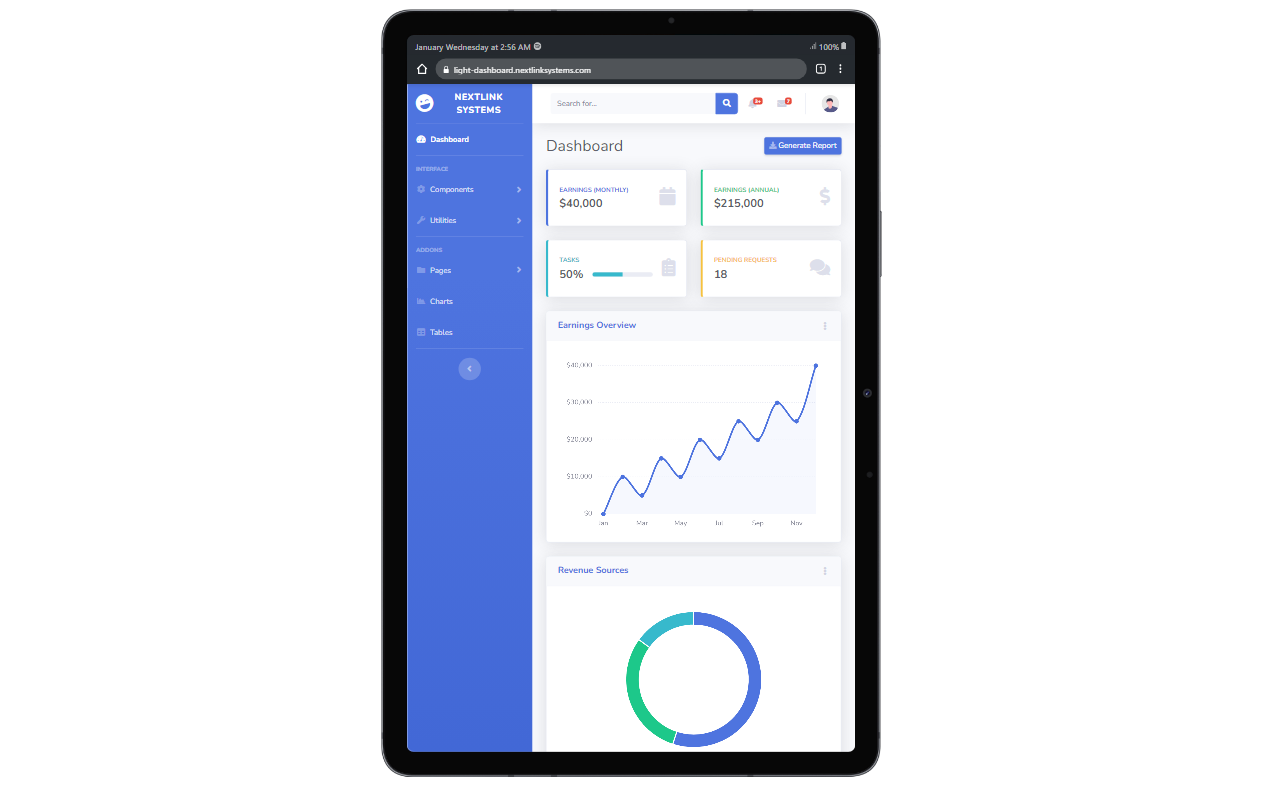 January Wednesday at 2:56 AM
100%
light-dashboard.nextlinksystems.com
1
NEXTLINK
SYSTEMS
Search for...
3+
7
Dashboard
INTERFACE
Components
Utilities
ADDONS
Pages
Charts
Tables
Dashboard
Generate Report
EARNINGS (MONTHLY)
$40,000
EARNINGS (ANNUAL)
$215,000
TASKS
50%
PENDING REQUESTS
18
Earnings Overview
$40,000
$30,000
$20,000
$10,000
$0
Jan Mar May Jul Sep Nov
Revenue Sources